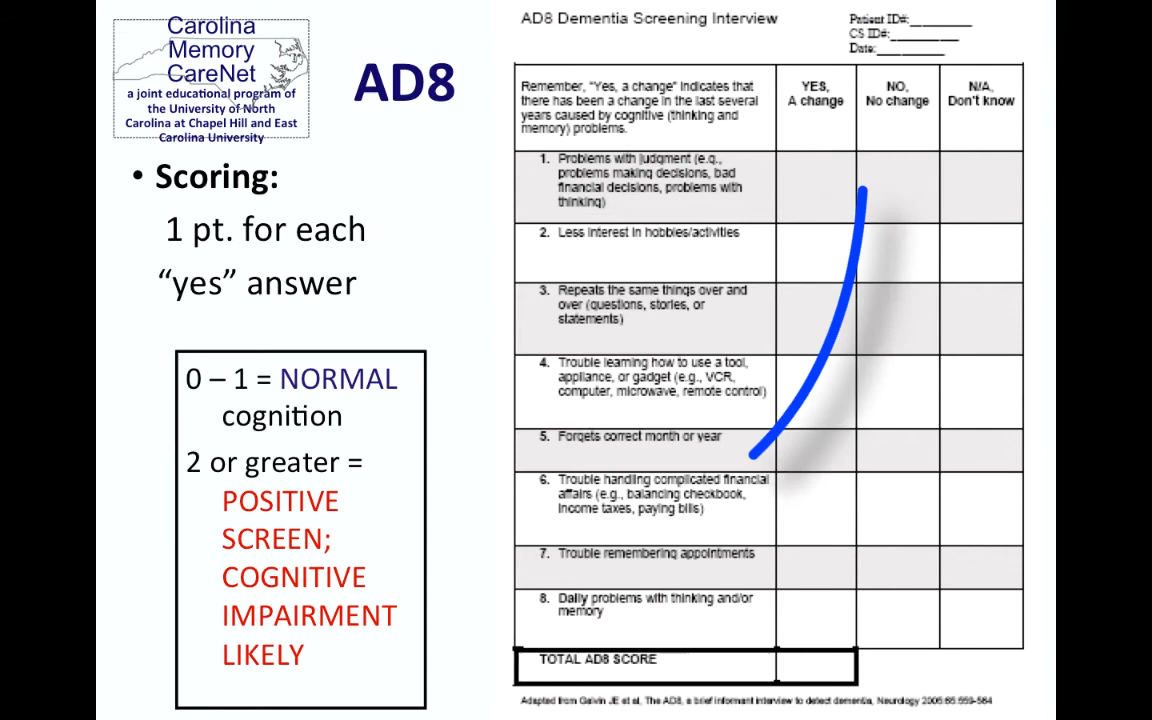 Carolina
Memory
CareNet
a joint educational program of
the University of North
Carolina at Chapel Hill and East
Carolina University
AD8
• Scoring:
1 pt. for each
“yes” answer
0 – 1 = NORMAL
cognition
2 or greater =
POSITIVE
SCREEN;
COGNITIVE
IMPAIRMENT
LIKELY
AD8 Dementia Screening Interview
Patient ID#:__________
CS ID#:___________
Date:___________
Remember, “Yes, a change” indicates that
there has been a change in the last several
years caused by cognitive (thinking and
memory) problems.
YES,
A change
NO,
No change
N/A,
Don't know
1. Problems with judgment (e.g.,
problems making decisions, bad
financial decisions, problems with
thinking)
2. Less interest in hobbies/activities
3. Repeats the same things over and
over (questions, stories, or
statements)
4. Trouble learning how to use a tool,
appliance, or gadget (e.g., VCR,
computer, microwave, remote control)
5. Forgets correct month or year
6. Trouble handling complicated financial
affairs (e.g., balancing checkbook,
income taxes, paying bills)
7. Trouble remembering appointments
8. Daily problems with thinking and/or
memory
TOTAL AD8 SCORE
Adapted from Galvin JE et al, The AD8, a brief informant interview to detect dementia, Neurology 2005:65:559-564